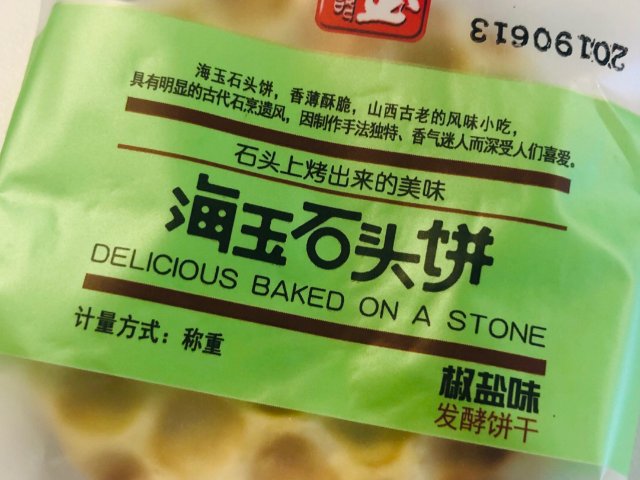 20190613
海玉石头饼，香薄酥脆，山西古老的风味小吃，
具有明显的古代石烹遗风，因制作手法独特、香气迷人而深受人们喜爱。
石头上烤出来的美味
海玉石头饼
DELICIOUS BAKED ON A STONE
计量方式：称重
椒盐味
发酵饼干